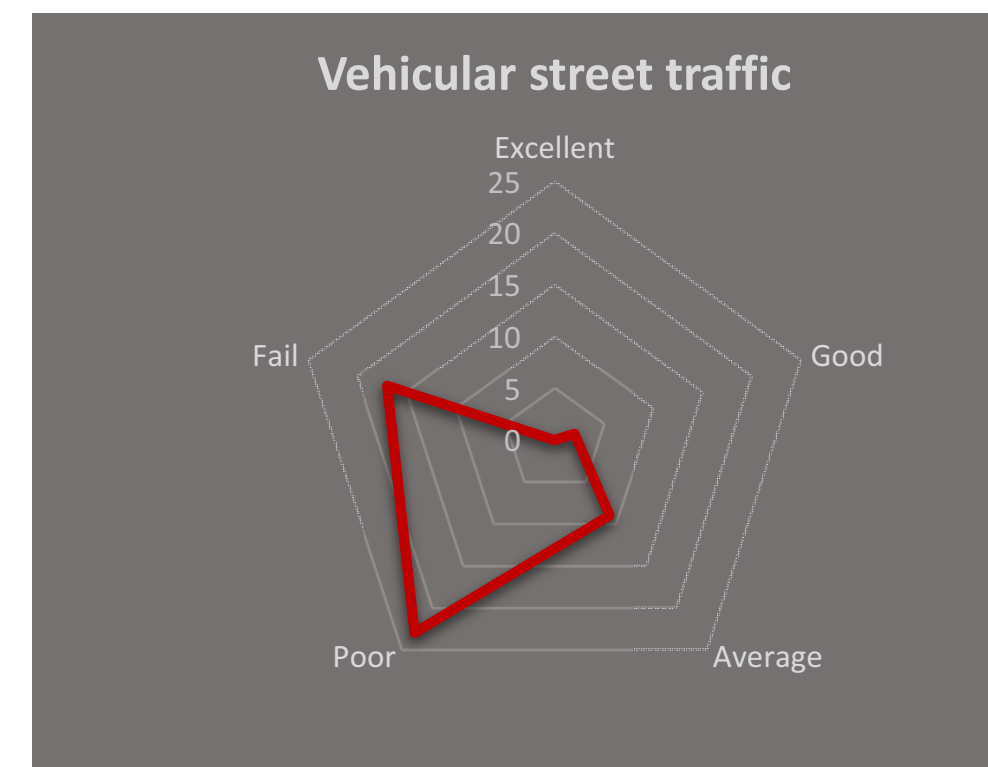 Vehicular street traffic
Excellent
25
20
15
10
5
0
Fail
Good
Poor
Average